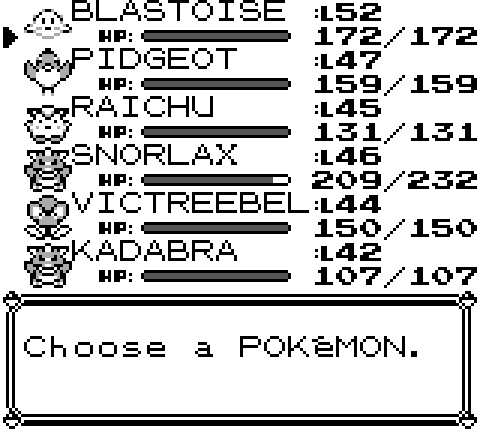 BLASTOISE :L52
HP: 172/172
PIDGEOT :L47
HP: 159/159
RAICHU :L45
HP: 131/131
SNORLAX :L46
HP: 209/232
VICTREEBEL :L44
HP: 150/150
KADABRA :L42
HP: 107/107
Choose a POKéMON.